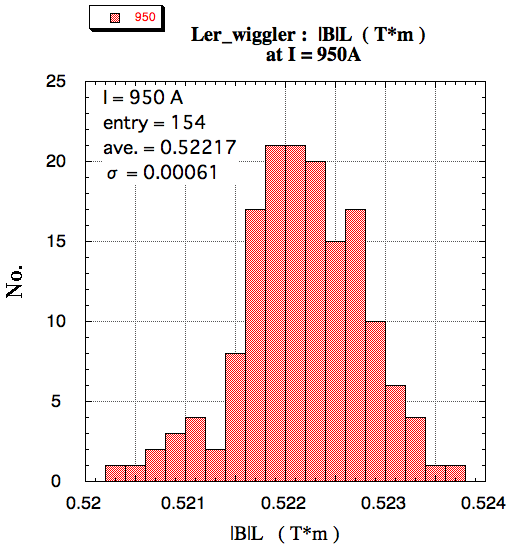 950
Ler_wiggler : |B|L ( T*m )
at I = 950A
I = 950 A
entry = 154
ave. = 0.52217
σ = 0.00061
25
20
15
10
5
0
No.
0.52 0.521 0.522 0.523 0.524
|B|L ( T*m )